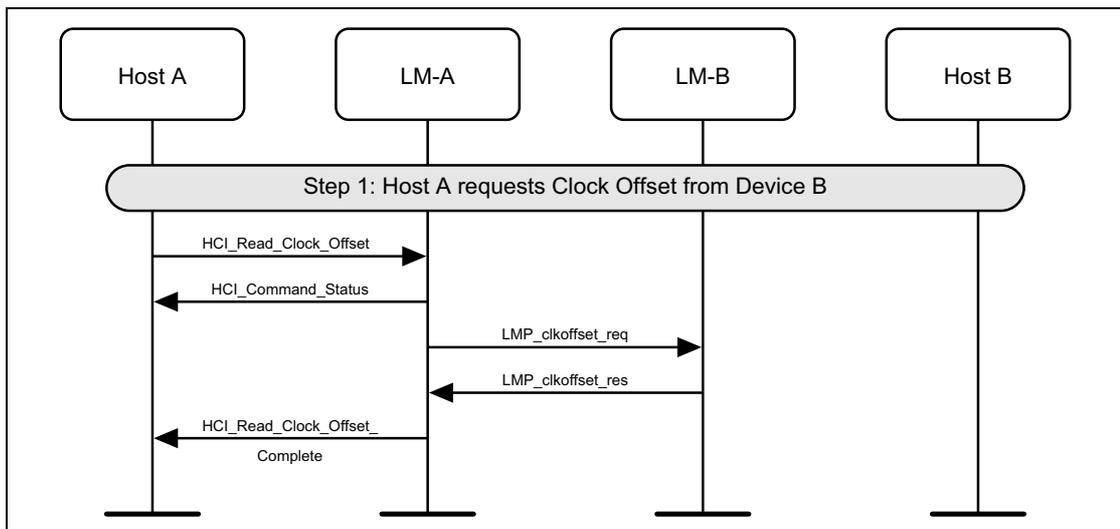 Host A
LM-A
LM-B
Host B
Step 1: Host A requests Clock Offset from Device B
HCI_Read_Clock_Offset
HCI_Command_Status
LMP_clkoffset_req
LMP_clkoffset_res
HCI_Read_Clock_Offset_
Complete